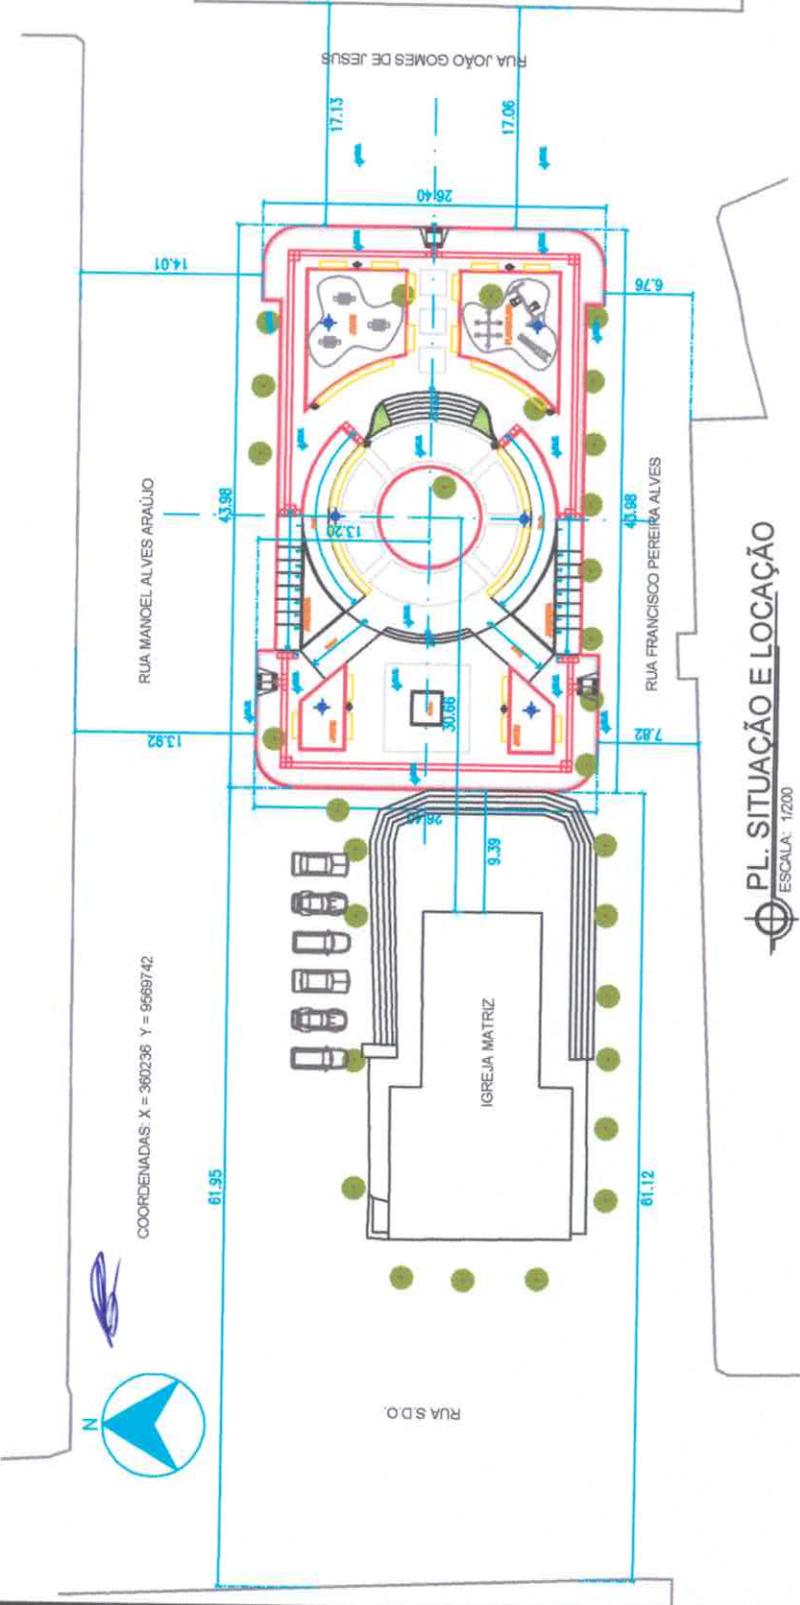 RUA JOÃO GOMES DE JESUS
17.13
17.06
26.40
14.01
6.76
RUA MANOEL ALVES ARAÚJO
43.98
13.20
43.98
RUA FRANCISCO PEREIRA ALVES
13.92
30.66
7.82
26.40
9.39
PL. SITUAÇÃO E LOCAÇÃO
ESCALA: 1/200
COORDENADAS: X = 360236 Y = 9569742
IGREJA MATRIZ
61.95
61.12
N
RUA S.D.O.